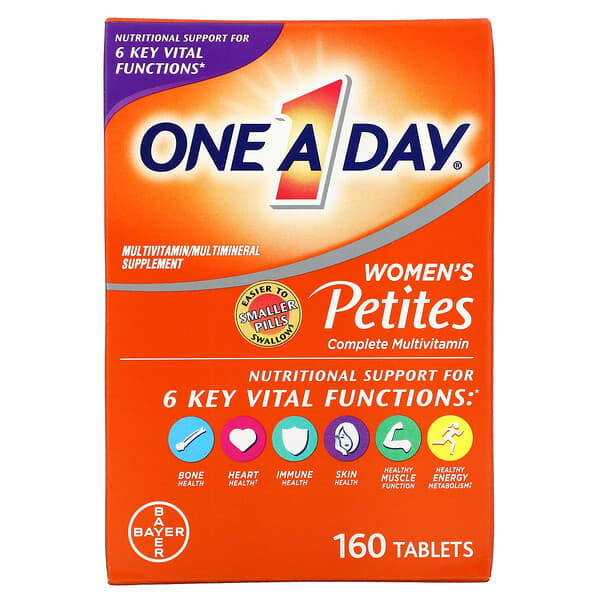 NUTRITIONAL SUPPORT FOR
6 KEY VITAL
FUNCTIONS*
ONE A DAY®
1
MULTIVITAMIN/MULTIMINERAL
SUPPLEMENT
WOMEN'S
Petites
Complete Multivitamin
EASIER TO
SMALLER
PILLS
SWALLOW!
NUTRITIONAL SUPPORT FOR
6 KEY VITAL FUNCTIONS:*
BONE
HEALTH
HEART
HEALTH†
IMMUNE
HEALTH
SKIN
HEALTH
HEALTHY
MUSCLE
FUNCTION
HEALTHY
ENERGY
METABOLISM‡
BAYER
BAYER
160 TABLETS